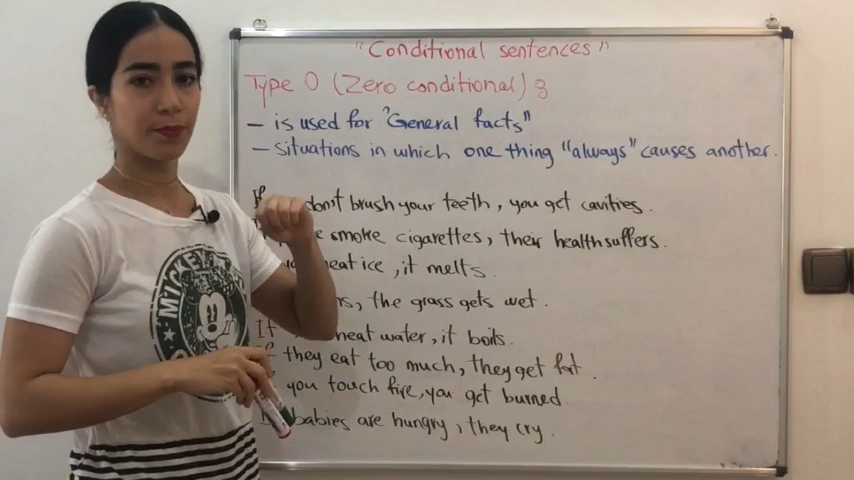 "Conditional sentences"
Type 0 (Zero conditional) :
– is used for "General facts"
– situations in which one thing "always" causes another.
If don't brush your teeth, you get cavities.
smoke cigarettes, their health suffers.
heat ice, it melts.
the grass gets wet.
If heat water, it boils.
they eat too much, they get fat.
you touch fire, you get burned.
babies are hungry, they cry.
MICKEY